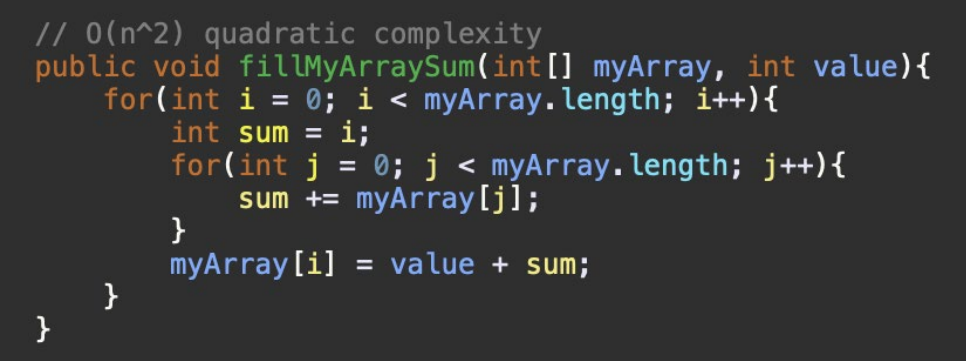 // O(n^2) quadratic complexity
public void fillMyArraySum(int[] myArray, int value){
    for(int i = 0; i < myArray.length; i++){
        int sum = i;
        for(int j = 0; j < myArray.length; j++){
            sum += myArray[j];
        }
        myArray[i] = value + sum;
    }
}